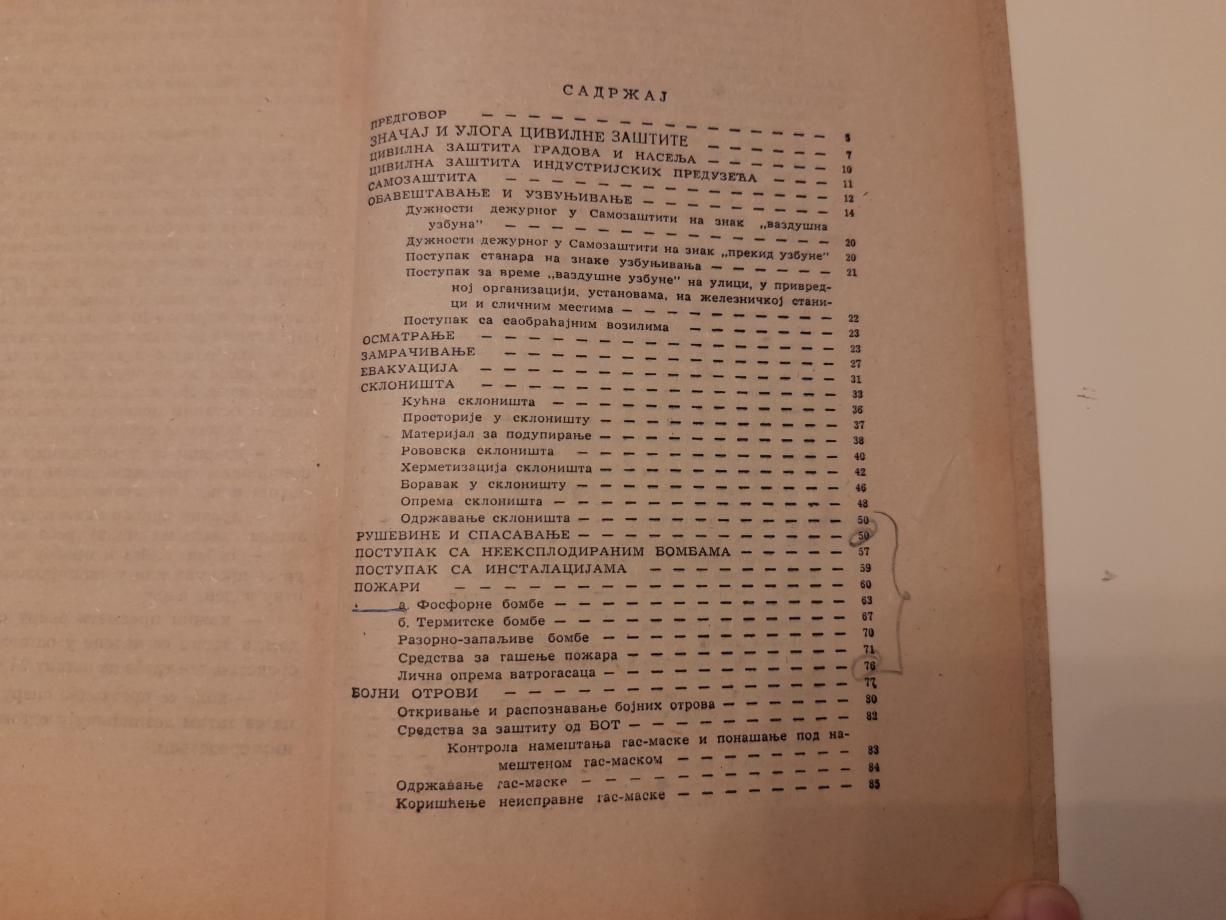 САДРЖАЈ
ПРЕДГОВОР — — — — — — — — — — — — 5
ЗНАЧАЈ И УЛОГА ЦИВИЛНЕ ЗАШТИТЕ — — — — — 7
ЦИВИЛНА ЗАШТИТА ГРАДОВА И НАСЕЉА — — — — — 10
ЦИВИЛНА ЗАШТИТА ИНДУСТРИЈСКИХ ПРЕДУЗЕЋА — — — 11
САМОЗАШТИТА — — — — — — — — — — — — 12
ОБАВЕШТАВАЊЕ И УЗБУЊИВАЊЕ — — — — — — — — 14
Дужности дежурног у Самозаштити на знак „ваздушна
узбуна” — — — — — — — — — — — 20
Дужности дежурног у Самозаштити на знак „прекид узбуне” 20
Поступак станара на знаке узбуњивања — — — — — — 21
Поступак за време „ваздушне узбуне” на улици, у привред-
ној организацији, установама, на железничкој стани-
ци и сличним местима — — — — — — — — 22
Поступак са саобраћајним возилима — — — — — — 23
ОСМАТРАЊЕ — — — — — — — — — — — — 23
ЗАМРАЧИВАЊЕ — — — — — — — — — — — 27
ЕВАКУАЦИЈА — — — — — — — — — — — — 31
СКЛОНИШТА — — — — — — — — — — — — 33
Кућна склоништа — — — — — — — — — — 36
Просторије у склоништу — — — — — — — — 37
Материјал за подупирање — — — — — — — — 38
Рововска склоништа — — — — — — — — — 40
Херметизација склоништа — — — — — — — — 42
Боравак у склоништу — — — — — — — — — 46
Опрема склоништа — — — — — — — — — — 48
Одржавање склоништа — — — — — — — — — 50
РУШЕВИНЕ И СПАСАВАЊЕ — — — — — — — — — 50
ПОСТУПАК СА НЕЕКСПЛОДИРАНИМ БОМБАМА — — — — 57
ПОСТУПАК СА ИНСТАЛАЦИЈАМА — — — — — — — 59
ПОЖАРИ — — — — — — — — — — — — — 60
а. Фосфорне бомбе — — — — — — — — — — 63
б. Термитске бомбе — — — — — — — — — — 67
Разорно-запаљиве бомбе — — — — — — — — 70
Средства за гашење пожара — — — — — — — 71
Лична опрема ватрогасаца — — — — — — — — 76
БОЈНИ ОТРОВИ — — — — — — — — — — — 77
Откривање и распознавање бојних отрова — — — — — 80
Средства за заштиту од БОТ — — — — — — — 82
Контрола намештања гас-маске и понашање под на-
мештеном гас-маском — — — — — — — — 83
Одржавање гас-маске — — — — — — — — — 84
Коришћење неисправне гас-маске — — — — — — — 85